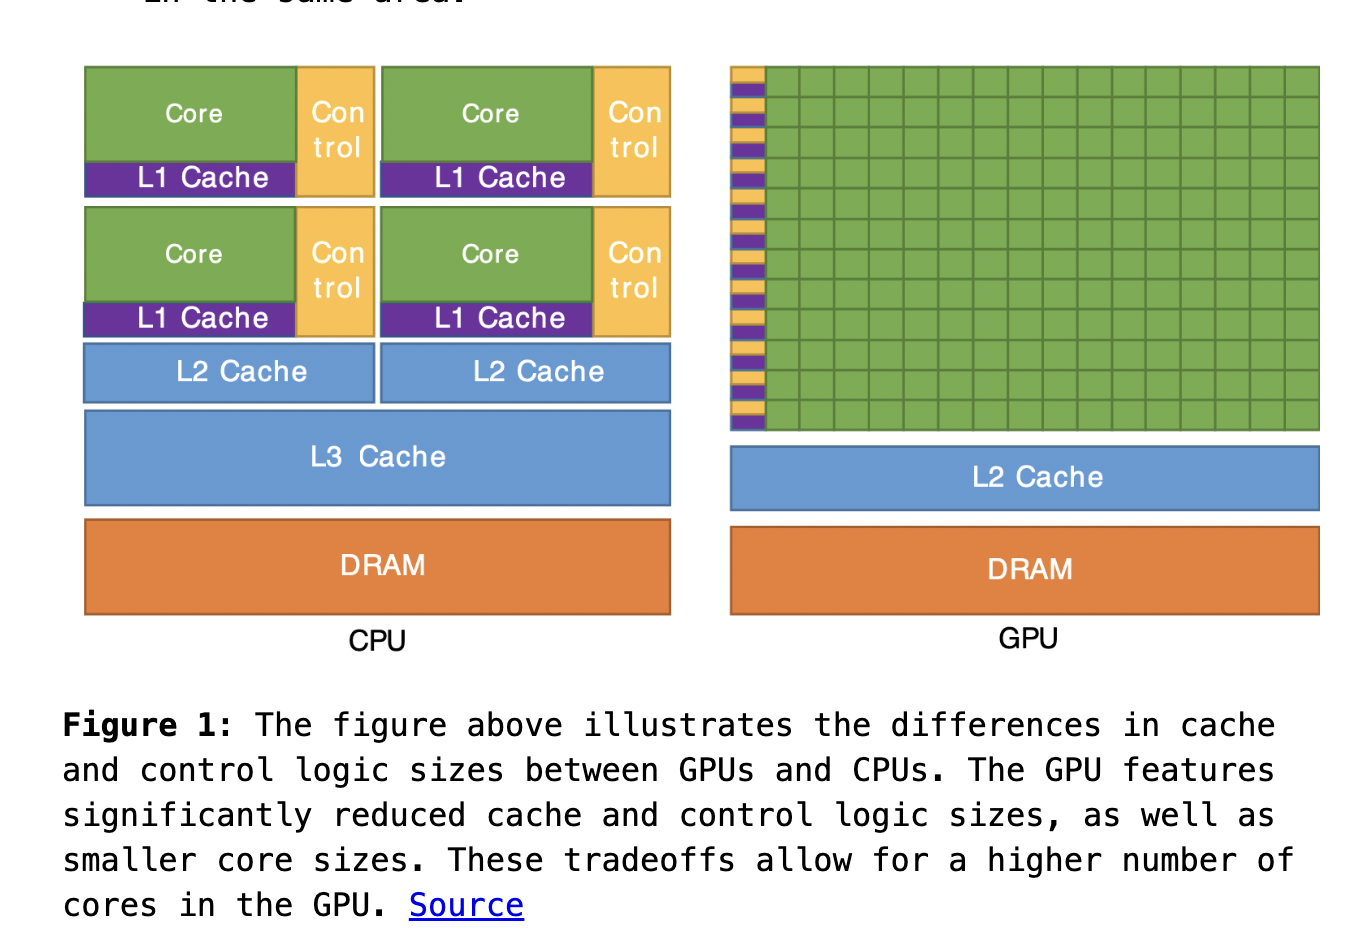 in the same area.
Core Con Core Con
trol trol
L1 Cache L1 Cache
Core Con Core Con
trol trol
L1 Cache L1 Cache
L2 Cache L2 Cache
L3 Cache
DRAM
CPU
L2 Cache
DRAM
GPU
Figure 1: The figure above illustrates the differences in cache
and control logic sizes between GPUs and CPUs. The GPU features
significantly reduced cache and control logic sizes, as well as
smaller core sizes. These tradeoffs allow for a higher number of
cores in the GPU. Source